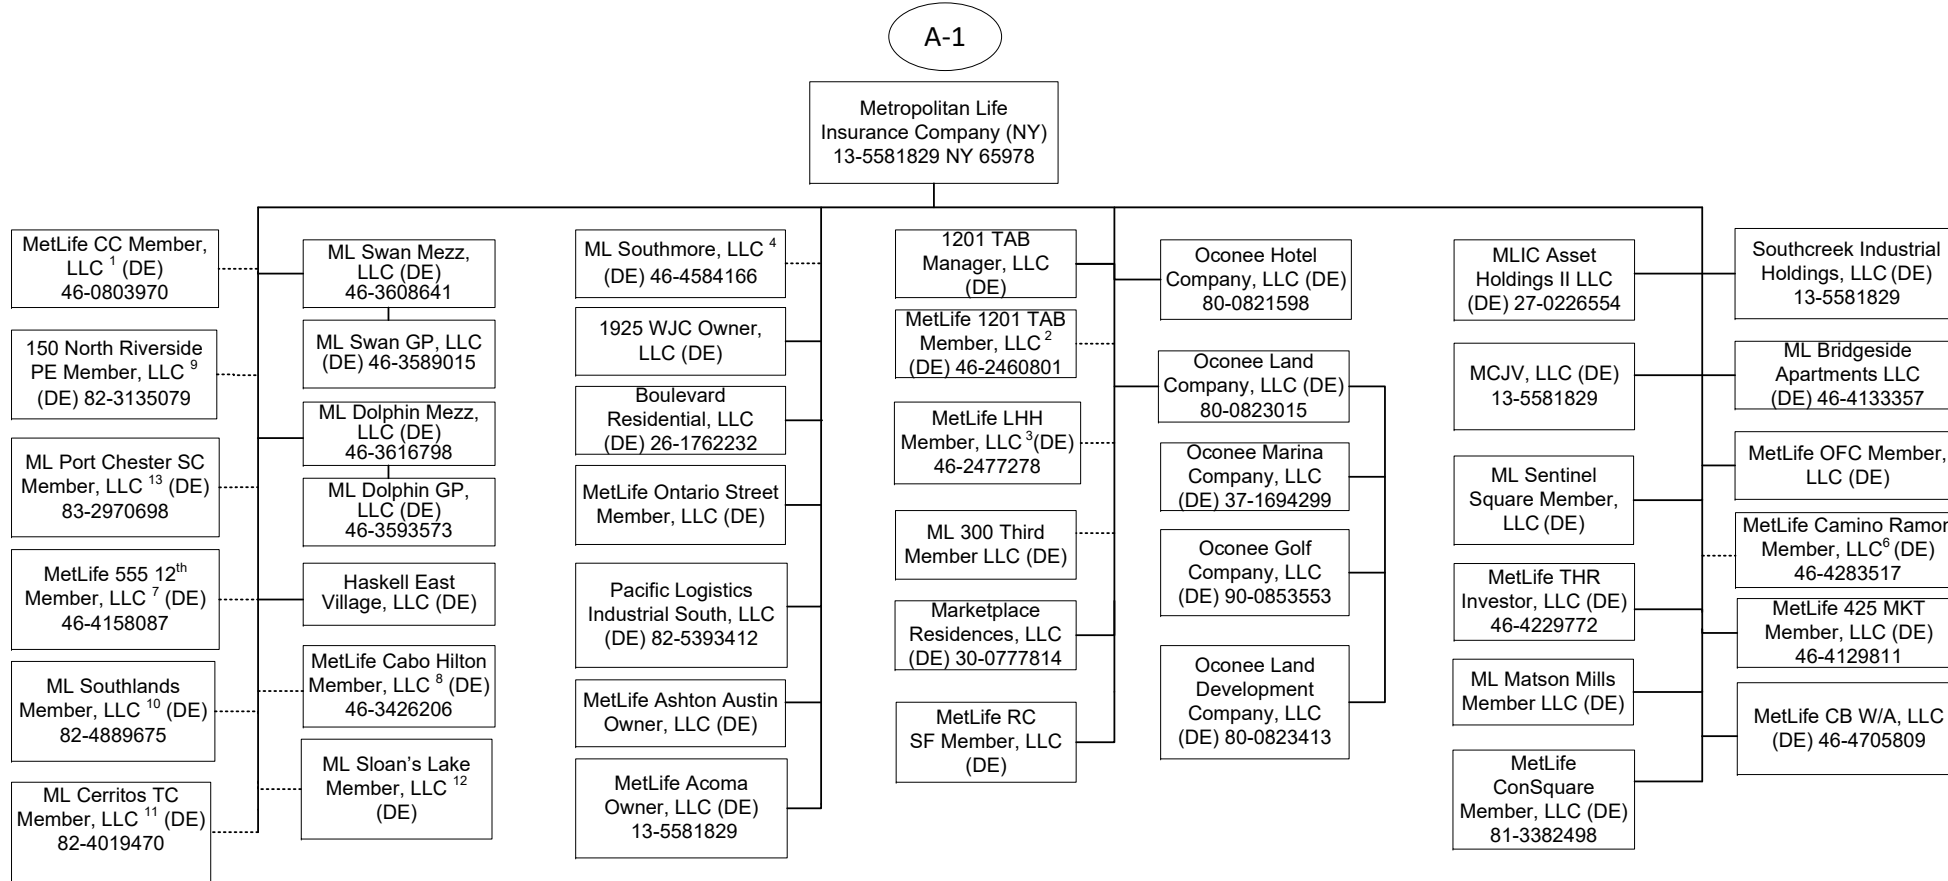 A-1
Metropolitan Life
Insurance Company (NY)
13-5581829 NY 65978
MetLife CC Member,
LLC 1 (DE)
46-0803970
150 North Riverside
PE Member, LLC 9
(DE) 82-3135079
ML Port Chester SC
Member, LLC 13 (DE)
83-2970698
MetLife 555 12th
Member, LLC 7 (DE)
46-4158087
ML Southlands
Member, LLC 10 (DE)
82-4889675
ML Cerritos TC
Member, LLC 11 (DE)
82-4019470
ML Swan Mezz,
LLC (DE)
46-3608641
ML Swan GP, LLC
(DE) 46-3589015
ML Dolphin Mezz,
LLC (DE)
46-3616798
ML Dolphin GP,
LLC (DE)
46-3593573
Haskell East
Village, LLC (DE)
MetLife Cabo Hilton
Member, LLC 8 (DE)
46-3426206
ML Sloan’s Lake
Member, LLC 12
(DE)
ML Southmore, LLC 4
(DE) 46-4584166
1925 WJC Owner,
LLC (DE)
Boulevard
Residential, LLC
(DE) 26-1762232
MetLife Ontario Street
Member, LLC (DE)
Pacific Logistics
Industrial South, LLC
(DE) 82-5393412
MetLife Ashton Austin
Owner, LLC (DE)
MetLife Acoma
Owner, LLC (DE)
13-5581829
1201 TAB
Manager, LLC
(DE)
MetLife 1201 TAB
Member, LLC 2
(DE) 46-2460801
MetLife LHH
Member, LLC 3(DE)
46-2477278
ML 300 Third
Member LLC (DE)
Marketplace
Residences, LLC
(DE) 30-0777814
MetLife RC
SF Member, LLC
(DE)
Oconee Hotel
Company, LLC (DE)
80-0821598
Oconee Land
Company, LLC (DE)
80-0823015
Oconee Marina
Company, LLC
(DE) 37-1694299
Oconee Golf
Company, LLC
(DE) 90-0853553
Oconee Land
Development
Company, LLC
(DE) 80-0823413
MLIC Asset
Holdings II LLC
(DE) 27-0226554
MCJV, LLC (DE)
13-5581829
ML Sentinel
Square Member,
LLC (DE)
MetLife THR
Investor, LLC (DE)
46-4229772
ML Matson Mills
Member LLC (DE)
MetLife
ConSquare
Member, LLC (DE)
81-3382498
Southcreek Industrial
Holdings, LLC (DE)
13-5581829
ML Bridgeside
Apartments LLC
(DE) 46-4133357
MetLife OFC Member,
LLC (DE)
MetLife Camino Ramon
Member, LLC6 (DE)
46-4283517
MetLife 425 MKT
Member, LLC (DE)
46-4129811
MetLife CB W/A, LLC
(DE) 46-4705809